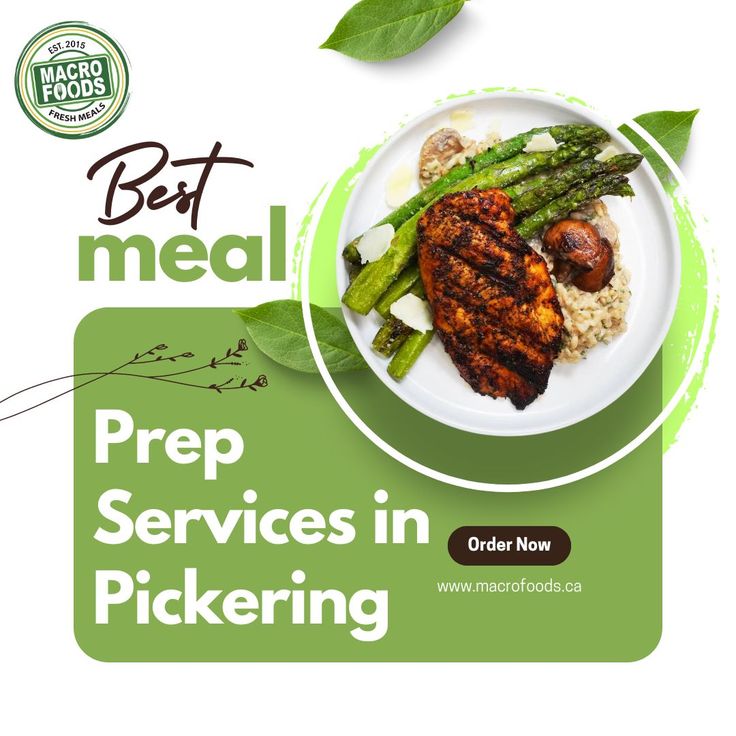 EST. 2015
MACRO
FOODS
FRESH MEALS
Best
meal
Prep
Services in
Pickering
Order Now
www.macrofoods.ca